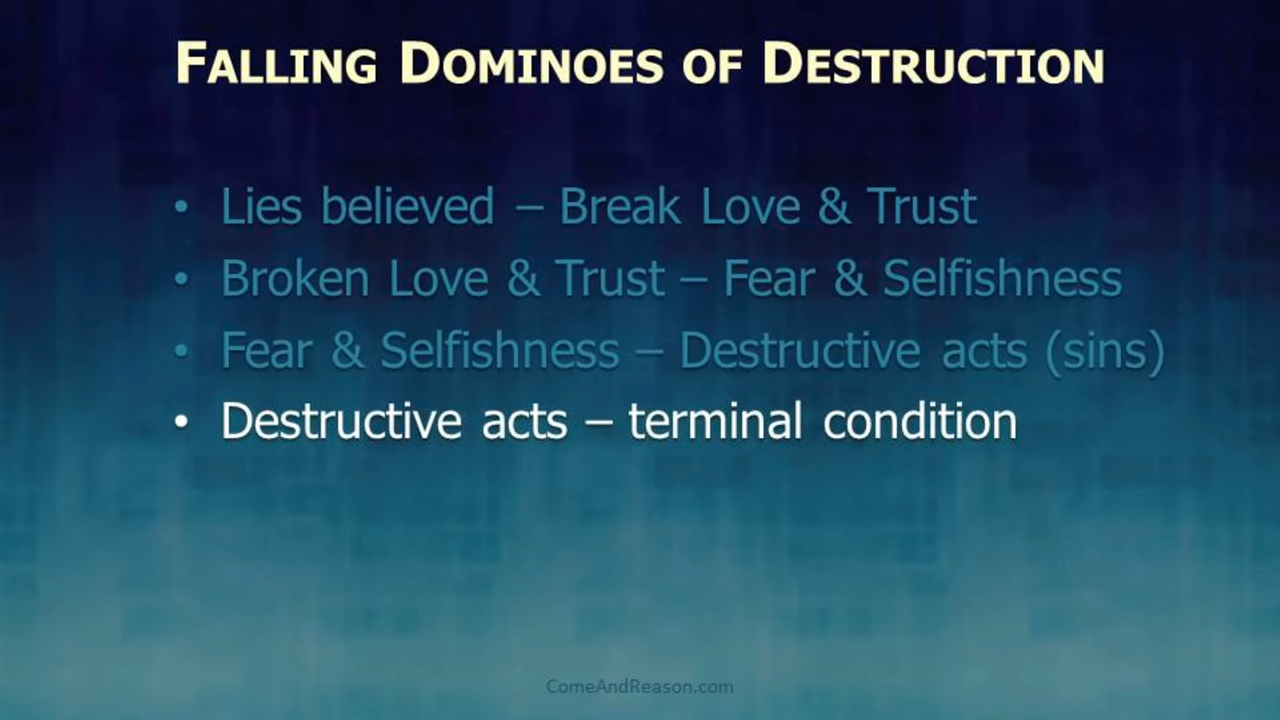 FALLING DOMINOES OF DESTRUCTION
• Lies believed – Break Love & Trust
• Broken Love & Trust – Fear & Selfishness
• Fear & Selfishness – Destructive acts (sins)
• Destructive acts – terminal condition
ComeAndReason.com